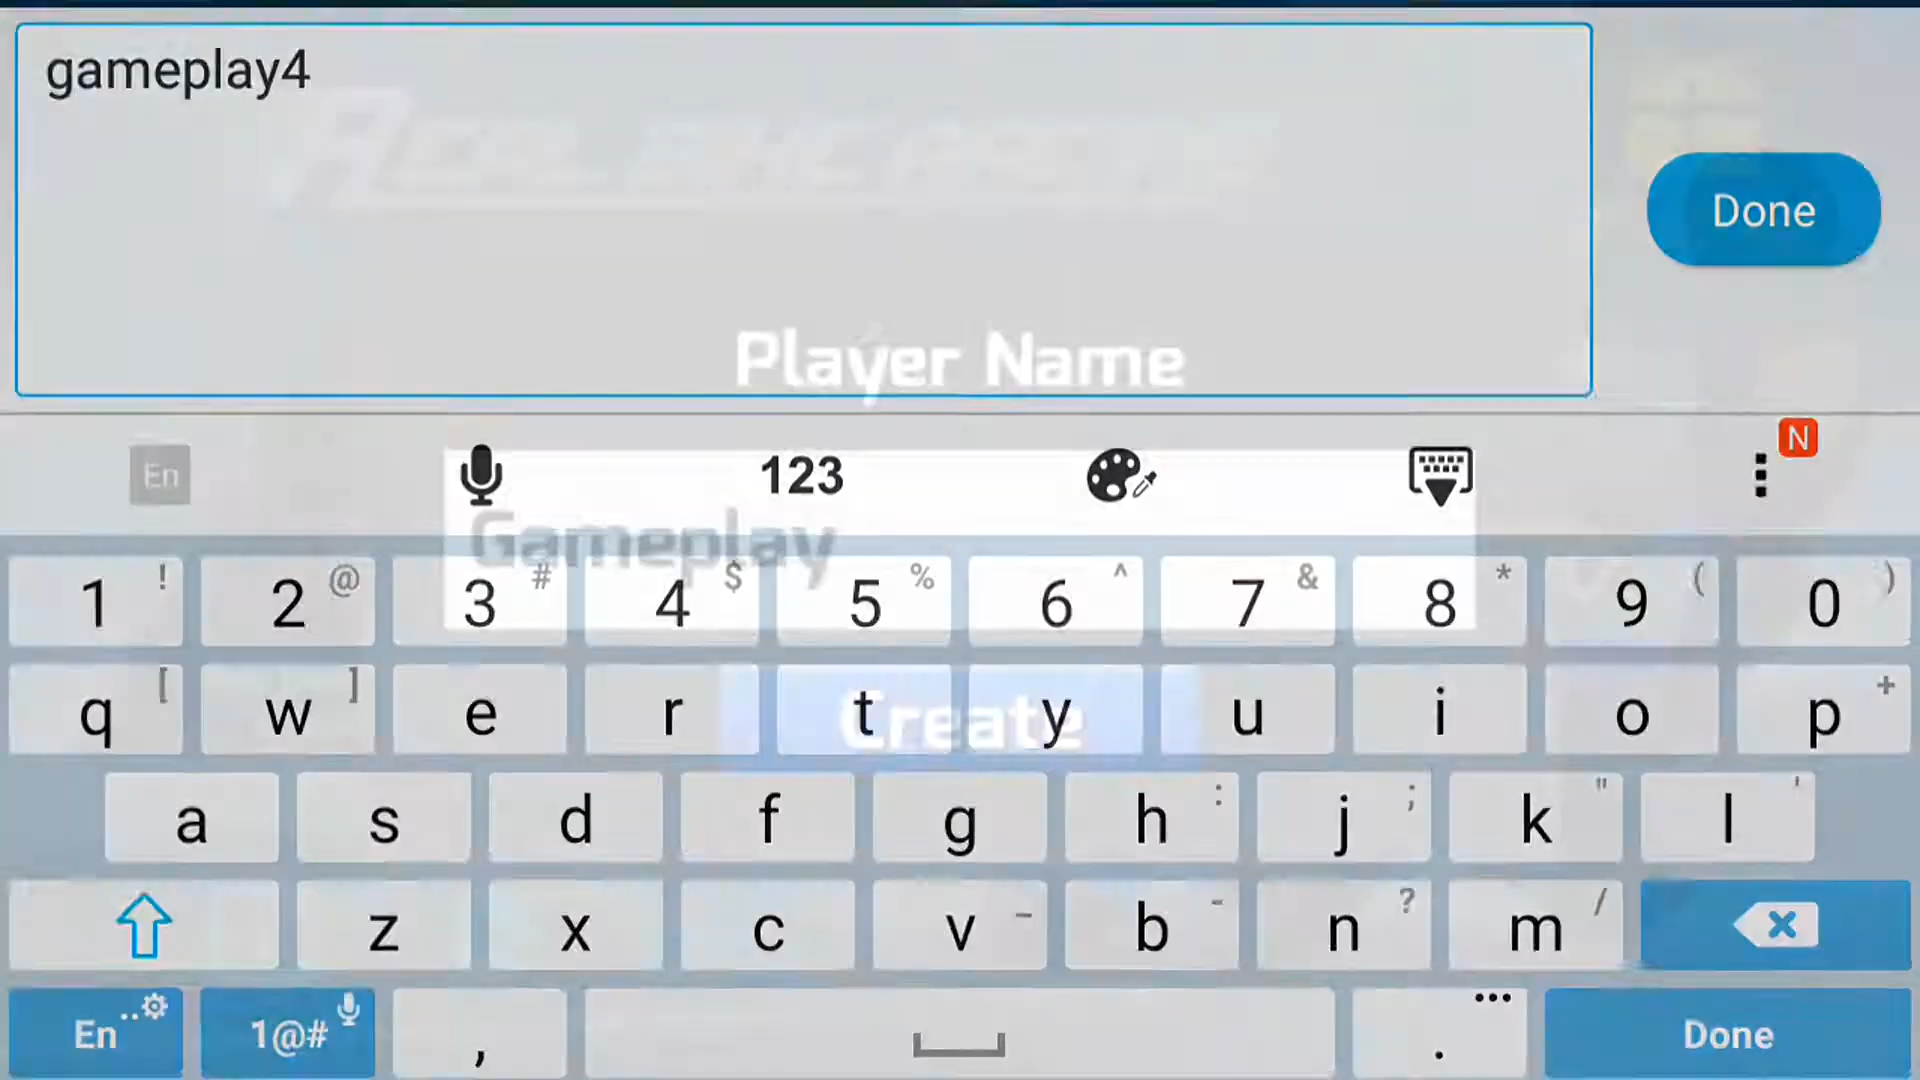 gameplay4
Done
Player Name
En 123 N
Gameplay
1 ! 2 @ 3 # 4 $ 5 % 6 ^ 7 & 8 * 9 ( 0 )
q [ w ] e r t y u i o p +
Create
a s d f g h : j ; k " l '
z x c v _ b - n ? m /
En 1@# , . Done